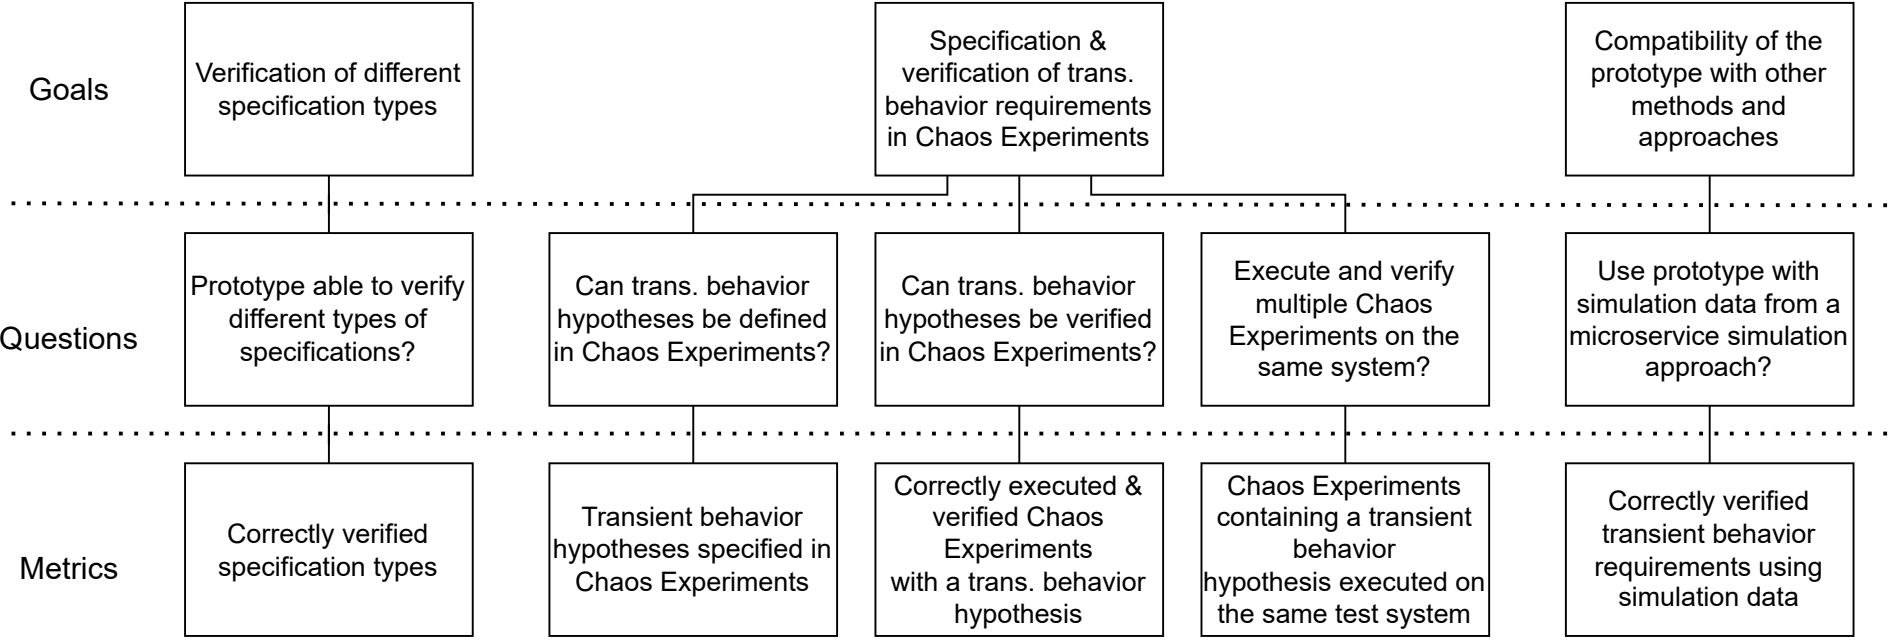 Goals
Verification of different
specification types
Specification &
verification of trans.
behavior requirements
in Chaos Experiments
Compatibility of the
prototype with other
methods and
approaches
Questions
Prototype able to verify
different types of
specifications?
Can trans. behavior
hypotheses be defined
in Chaos Experiments?
Can trans. behavior
hypotheses be verified
in Chaos Experiments?
Execute and verify
multiple Chaos
Experiments on the
same system?
Use prototype with
simulation data from a
microservice simulation
approach?
Metrics
Correctly verified
specification types
Transient behavior
hypotheses specified in
Chaos Experiments
Correctly executed &
verified Chaos
Experiments
with a trans. behavior
hypothesis
Chaos Experiments
containing a transient
behavior
hypothesis executed on
the same test system
Correctly verified
transient behavior
requirements using
simulation data